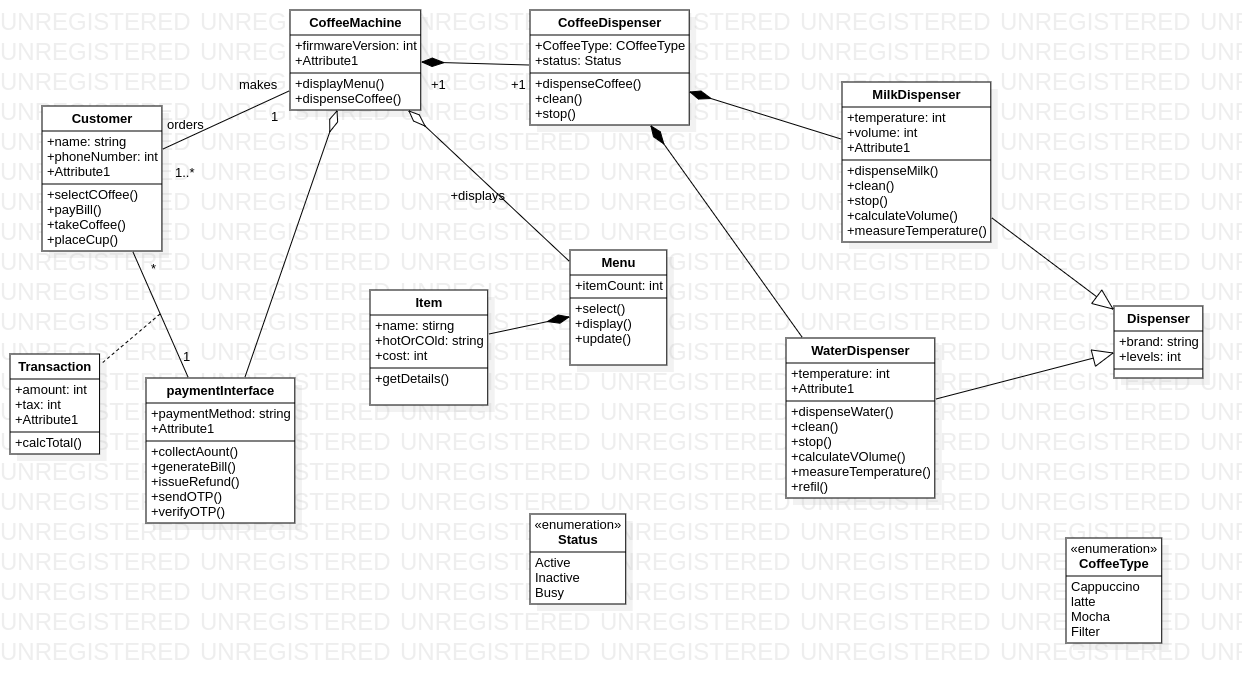 CoffeeMachine
+firmwareVersion: int
+Attribute1
+displayMenu()
+dispenseCoffee()
CoffeeDispenser
+CoffeeType: COffeeType
+status: Status
+dispenseCoffee()
+clean()
+stop()
+1
+1
makes
1
orders
1..*
Customer
+name: string
+phoneNumber: int
+Attribute1
+selectCOffee()
+payBill()
+takeCoffee()
+placeCup()
MilkDispenser
+temperature: int
+volume: int
+Attribute1
+dispenseMilk()
+clean()
+stop()
+calculateVolume()
+measureTemperature()
+displays
*
1
Menu
+itemCount: int
+select()
+display()
+update()
Item
+name: stirng
+hotOrCOld: string
+cost: int
+getDetails()
Dispenser
+brand: string
+levels: int
WaterDispenser
+temperature: int
+Attribute1
+dispenseWater()
+clean()
+stop()
+calculateVOlume()
+measureTemperature()
+refil()
Transaction
+amount: int
+tax: int
+Attribute1
+calcTotal()
paymentInterface
+paymentMethod: string
+Attribute1
+collectAount()
+generateBill()
+issueRefund()
+sendOTP()
+verifyOTP()
«enumeration»
Status
Active
Inactive
Busy
«enumeration»
CoffeeType
Cappuccino
latte
Mocha
Filter
UNREGISTERED